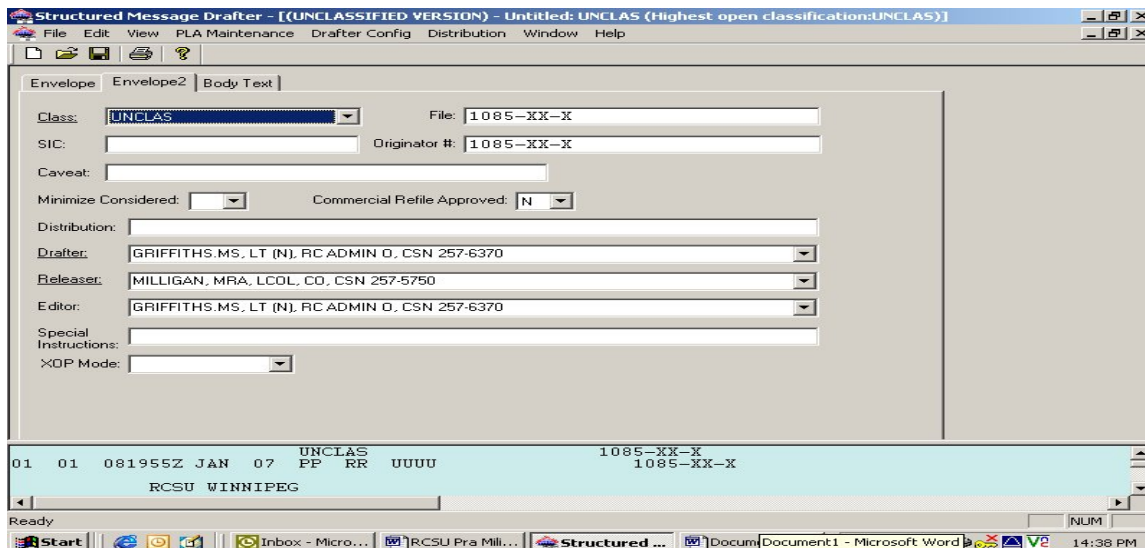 Structured Message Drafter - [(UNCLASSIFIED VERSION) - Untitled: UNCLAS (Highest open classification:UNCLAS)]
File Edit View PLA Maintenance Drafter Config Distribution Window Help
Envelope Envelope2 Body Text
Class: UNCLAS File: 1085-XX-X
SIC: Originator #: 1085-XX-X
Caveat:
Minimize Considered: Commercial Refile Approved: N
Distribution:
Drafter: GRIFFITHS.MS, LT (N), RC ADMIN O, CSN 257-6370
Releaser: MILLIGAN, MRA, LCOL, CO, CSN 257-5750
Editor: GRIFFITHS.MS, LT (N), RC ADMIN O, CSN 257-6370
Special
Instructions:
XOP Mode:
UNCLAS 1085-XX-X
01 01 081955Z JAN 07 PP RR UUUU 1085-XX-X
RCSU WINNIPEG
Ready NUM
Start Inbox - Micro... RCSU Pra Mili... Structured ... Docum Document1 - Microsoft Word V2 14:38 PM